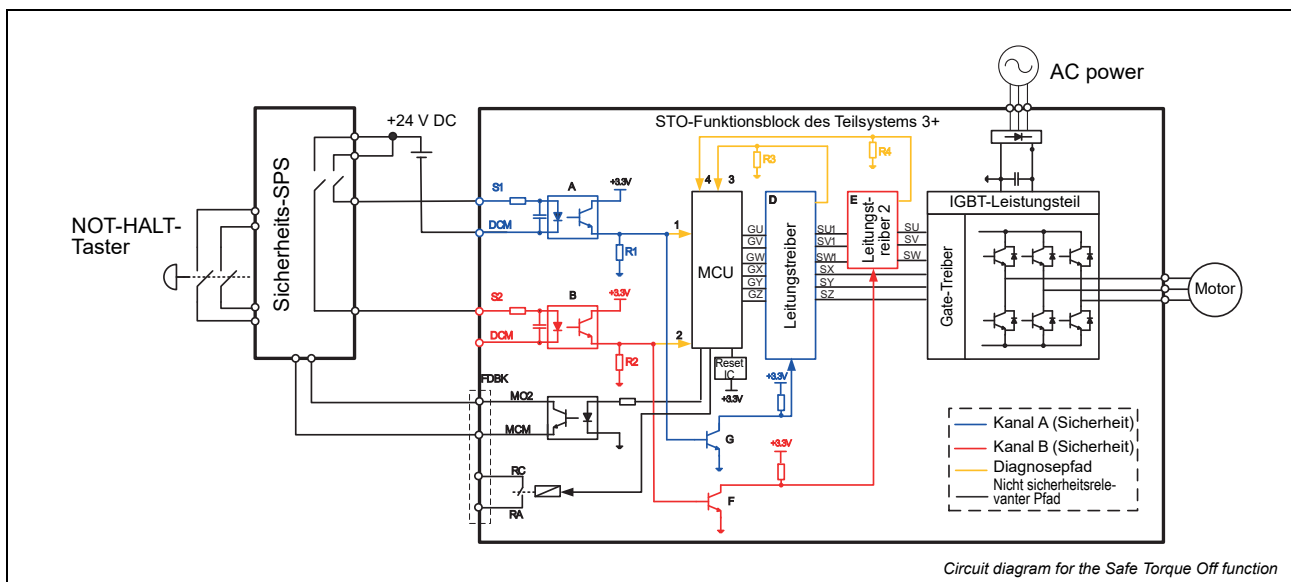 AC power
STO-Funktionsblock des Teilsystems 3+
+24 V DC
NOT-HALT-
Taster
Sicherheits-SPS
S1
DCM
A
+3.3V
R1
1
S2
DCM
B
+3.3V
R2
2
R3
R4
4
3
MCU
GU
GV
GW
GX
GY
GZ
D
Leitungstreiber
SU1
SV1
SW1
SX
SY
SZ
E
Leitungst-
reiber 2
SU
SV
SW
IGBT-Leistungsteil
Gate-Treiber
Motor
Reset
IC
+3.3V
+3.3V
FDBK
MO2
MCM
RC
RA
G
+3.3V
F
Kanal A (Sicherheit)
Kanal B (Sicherheit)
Diagnosepfad
Nicht sicherheitsrele-
vanter Pfad
Circuit diagram for the Safe Torque Off function